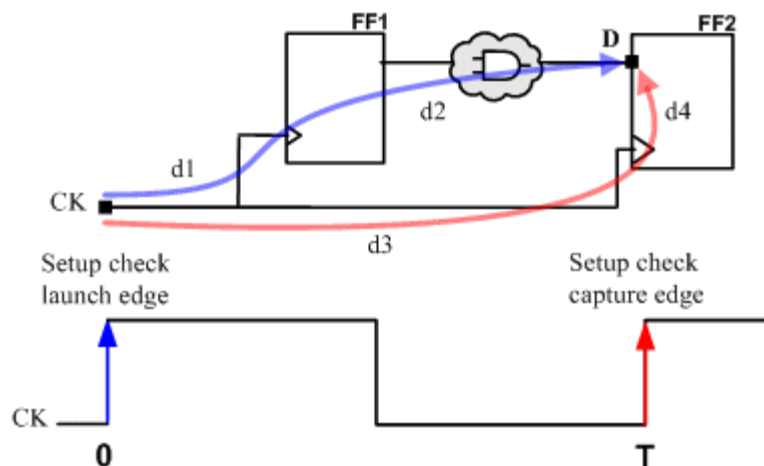 FF1
D
FF2
d2
d4
d1
CK
d3
Setup check
launch edge
Setup check
capture edge
CK
0
T